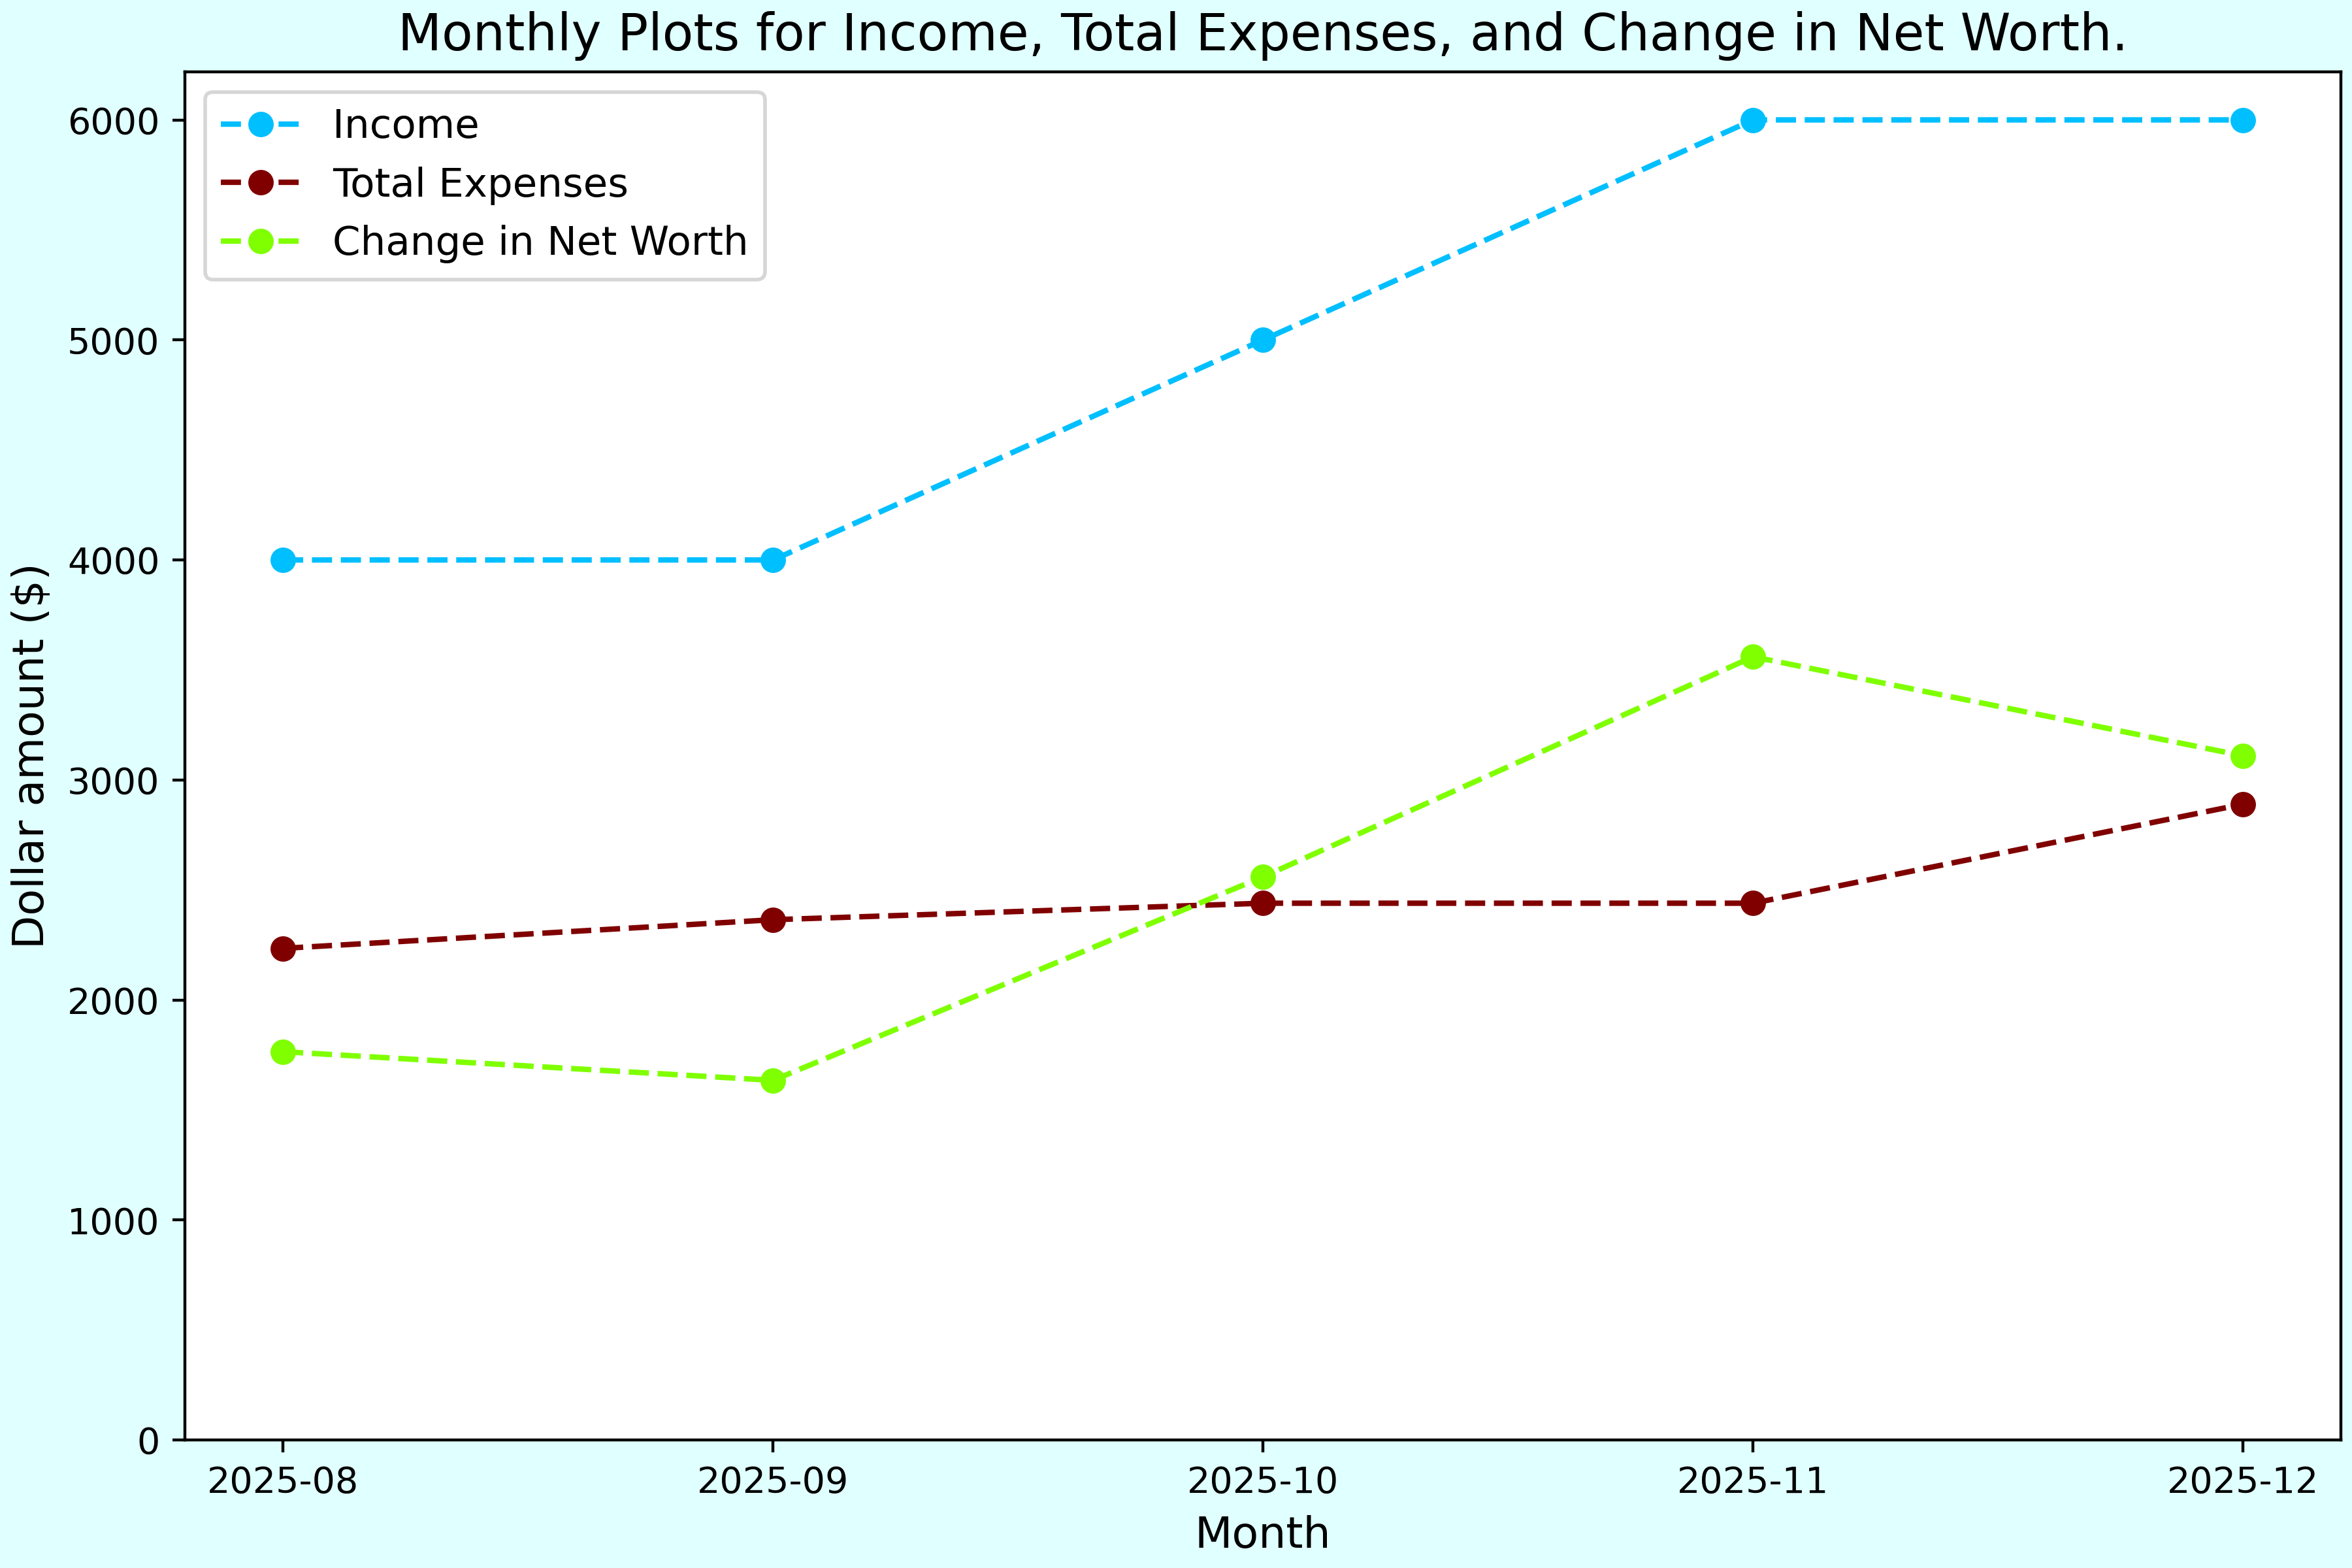 Monthly Plots for Income, Total Expenses, and Change in Net Worth.
Income
Total Expenses
Change in Net Worth
Dollar amount ($)
6000
5000
4000
3000
2000
1000
0
2025-08 2025-09 2025-10 2025-11 2025-12
Month